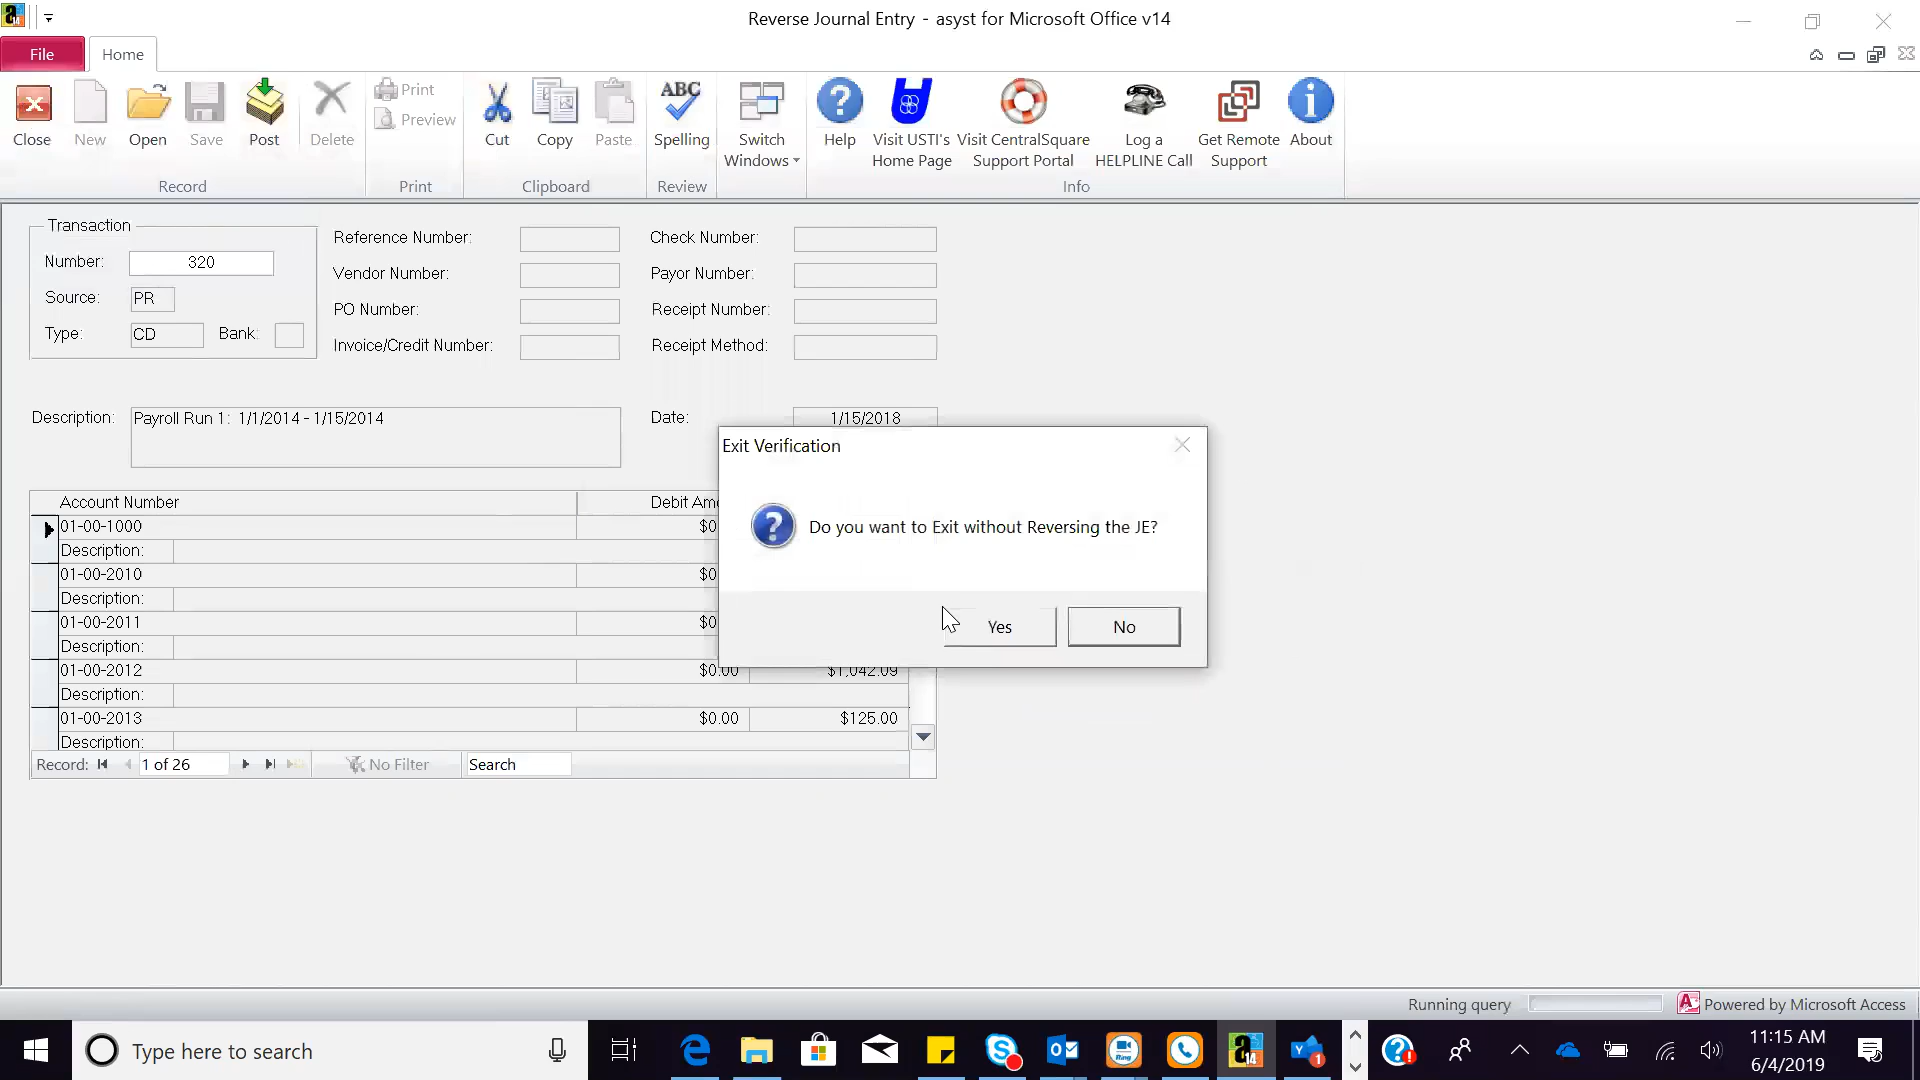 Reverse Journal Entry - asyst for Microsoft Office v14
File
Home
Close
New
Open
Save
Post
Delete
Print
Preview
Cut
Copy
Paste
ABC
Spelling
Switch
Windows
Help
Visit USTI's
Home Page
Visit CentralSquare
Support Portal
Log a
HELPLINE Call
Get Remote
Support
About
Record
Print
Clipboard
Review
Info
Transaction
Number: 320
Source: PR
Type: CD Bank:
Reference Number:
Vendor Number:
PO Number:
Invoice/Credit Number:
Check Number:
Payor Number:
Receipt Number:
Receipt Method:
Description: Payroll Run 1: 1/1/2014 - 1/15/2014
Date: 1/15/2018
Exit Verification
Do you want to Exit without Reversing the JE?
Yes No
Account Number Debit Am
01-00-1000 $0
Description:
01-00-2010 $0
Description:
01-00-2011 $0
Description:
01-00-2012 $0.00 $1,042.09
Description:
01-00-2013 $0.00 $125.00
Description:
Record: 1 of 26 No Filter Search
Running query
Powered by Microsoft Access
Type here to search
11:15 AM
6/4/2019